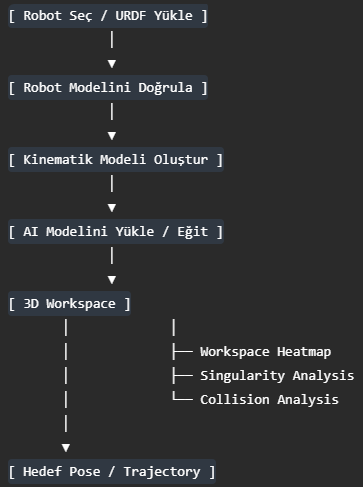 [ Robot Seç / URDF Yükle ]
[ Robot Modelini Doğrula ]
[ Kinematik Modeli Oluştur ]
[ AI Modelini Yükle / Eğit ]
[ 3D Workspace ]
Workspace Heatmap
Singularity Analysis
Collision Analysis
[ Hedef Pose / Trajectory ]